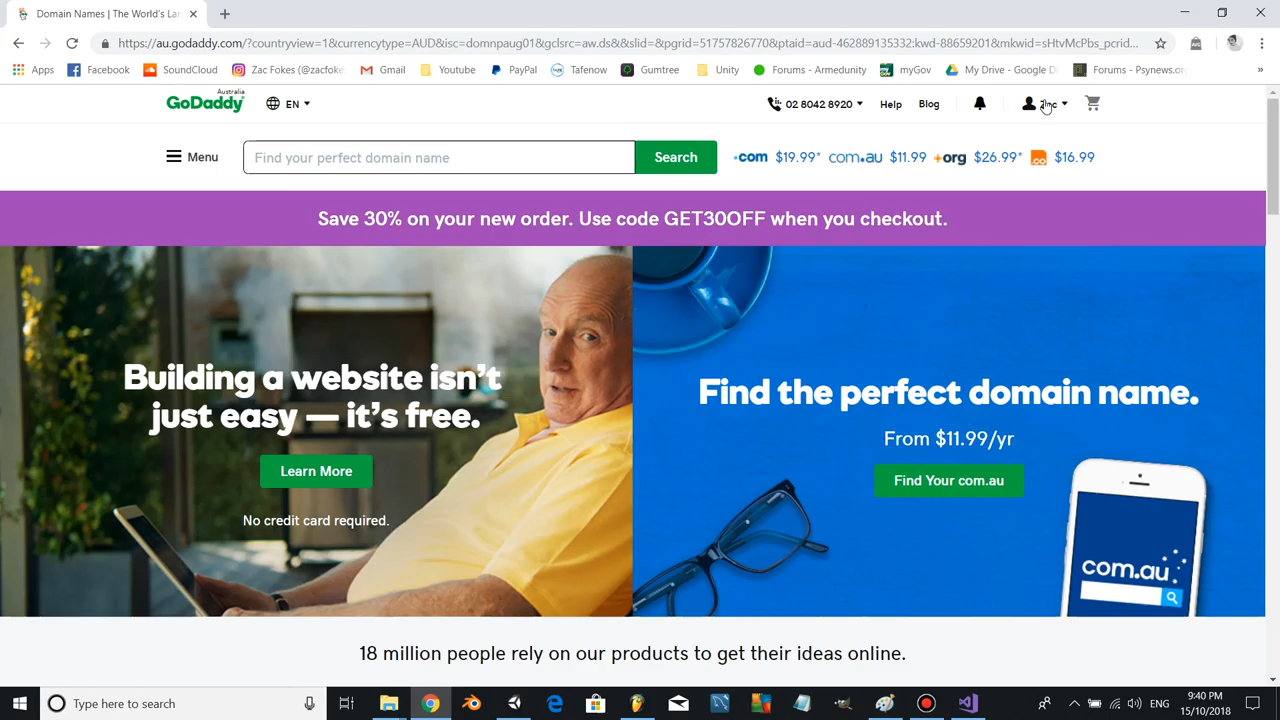 Domain Names | The World's Lar
https://au.godaddy.com/?countryview=1&currencytype=AUD&isc=dommaug01&gclsrc=aw.ds&&slid=&pgrid=51757826770&ptaid=aud-462889135332:kwd-88659201&mkwid=sHtvMcPbs_pcrid...
Apps Facebook SoundCloud Zac Fokes (@zacfoke Gmail Youtube PayPal Tafenow Gumtree Unity Forums - Armedunity myGov My Drive - Google D Forums - Psynews.org »
Australia
GoDaddy EN 02 8042 8920 Help Blog
Menu Find your perfect domain name Search .com $19.99* com.au $11.99 org $26.99* $16.99
Save 30% on your new order. Use code GET30OFF when you checkout.
Building a website isn't
just easy — it's free.
Learn More
No credit card required.
Find the perfect domain name.
From $11.99/yr
Find Your com.au
com.au
18 million people rely on our products to get their ideas online.
Type here to search ENG 9:40 PM
15/10/2018